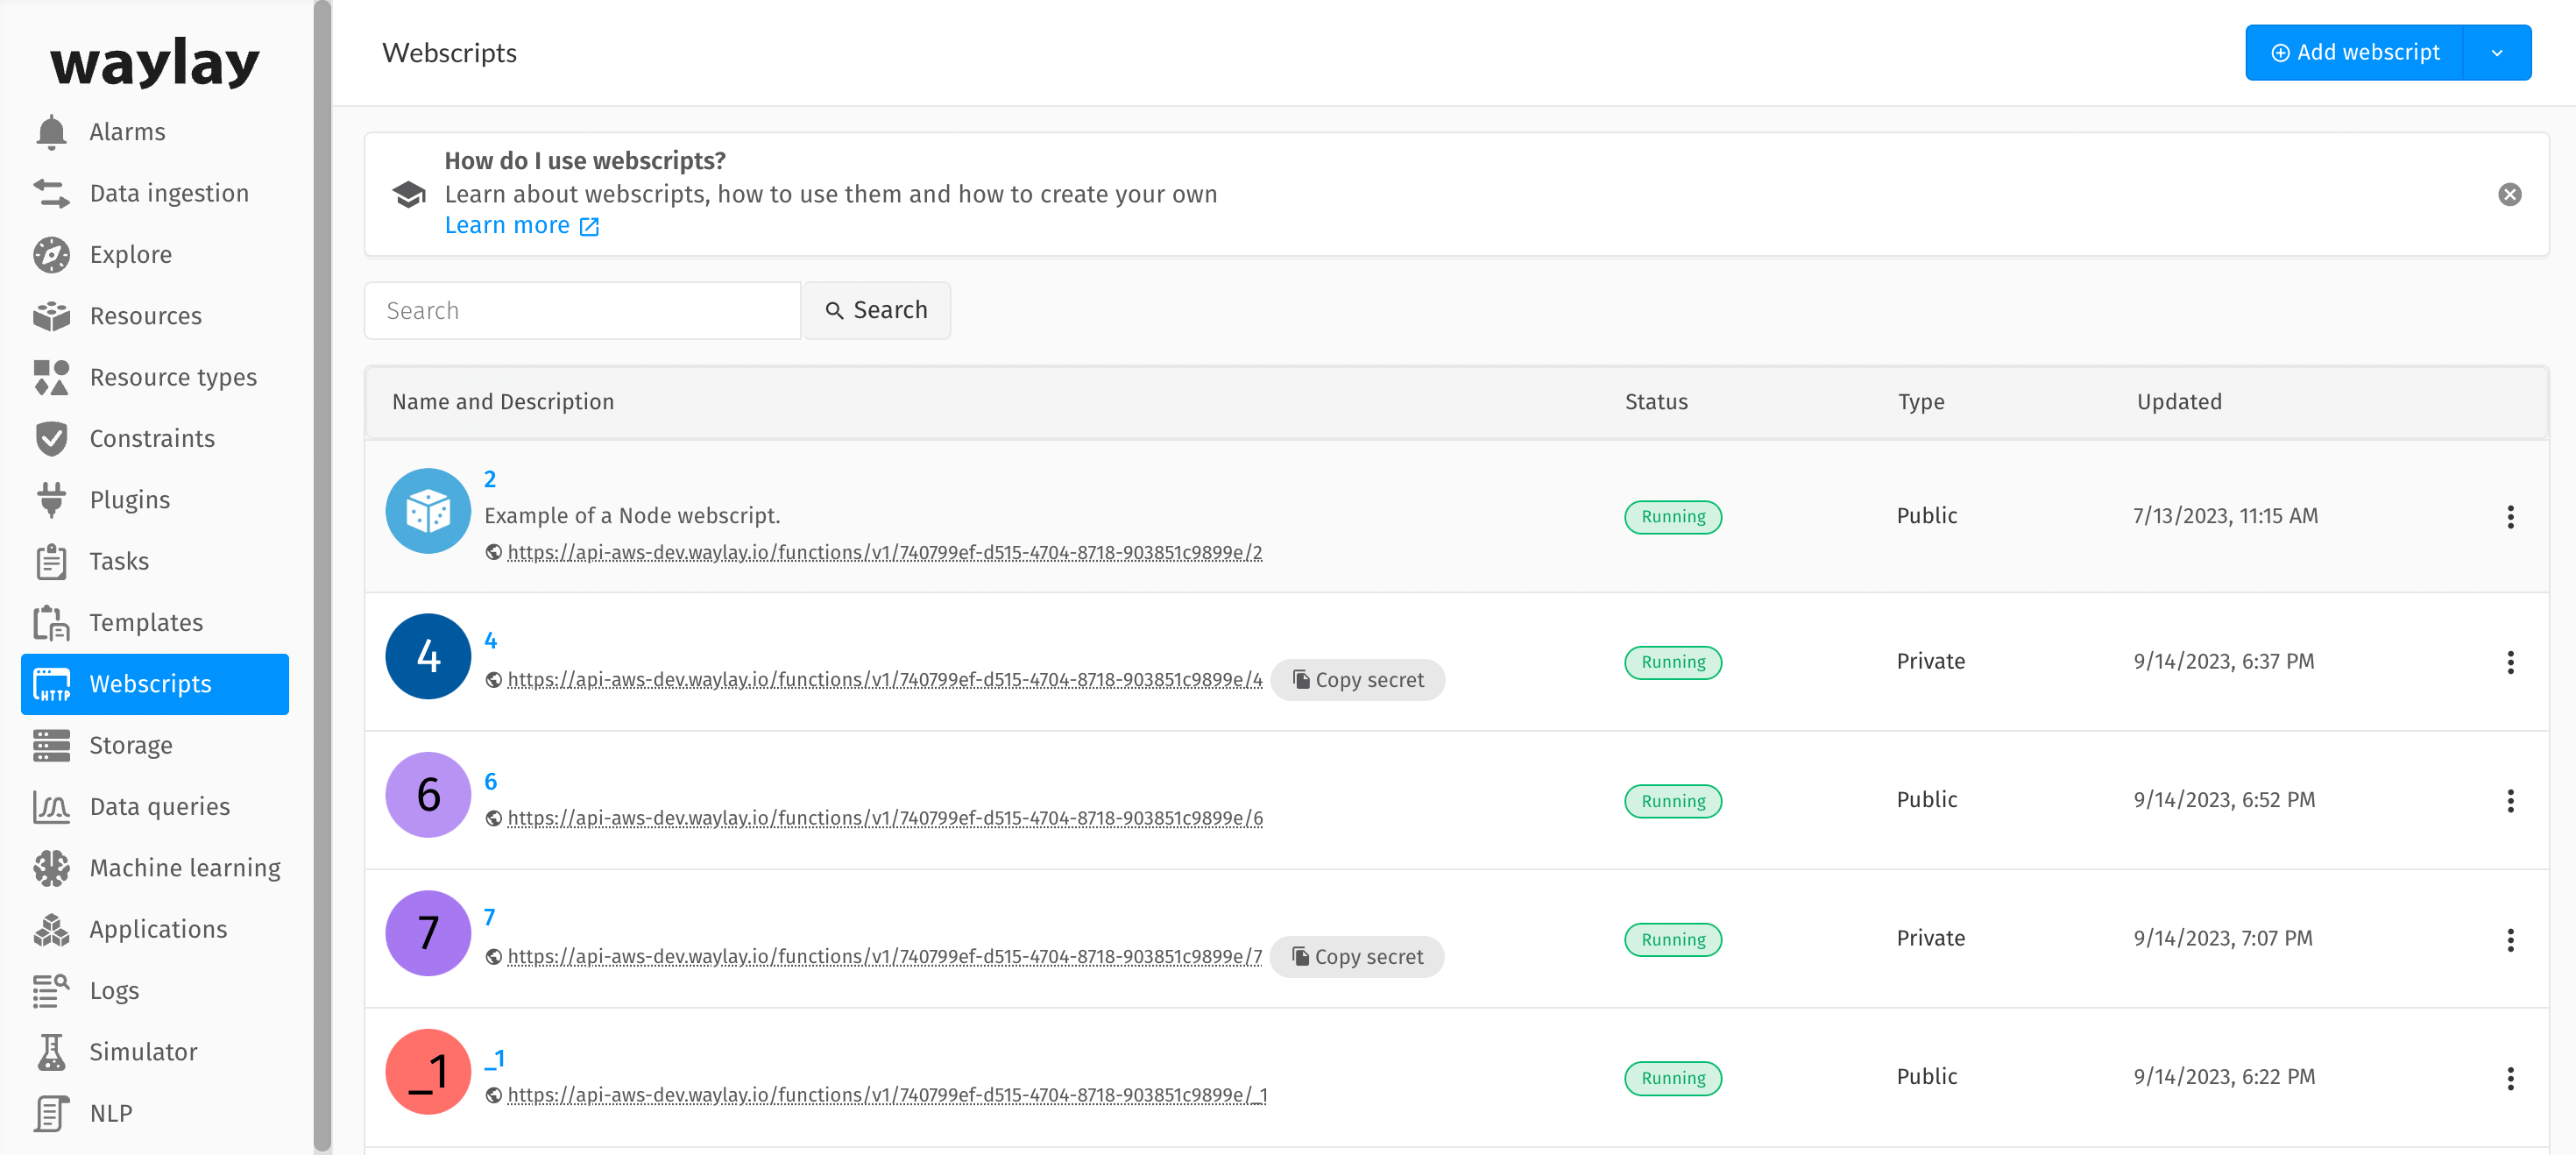 waylay
Alarms
Data ingestion
Explore
Resources
Resource types
Constraints
Plugins
Tasks
Templates
HTTP Webscripts
Storage
Data queries
Machine learning
Applications
Logs
Simulator
NLP
Webscripts
Add webscript
How do I use webscripts?
Learn about webscripts, how to use them and how to create your own
Learn more
Search Search
Name and Description Status Type Updated
2
Example of a Node webscript.
https://api-aws-dev.waylay.io/functions/v1/740799ef-d515-4704-8718-903851c9899e/2
Running Public 7/13/2023, 11:15 AM
4 4
https://api-aws-dev.waylay.io/functions/v1/740799ef-d515-4704-8718-903851c9899e/4 Copy secret
Running Private 9/14/2023, 6:37 PM
6 6
https://api-aws-dev.waylay.io/functions/v1/740799ef-d515-4704-8718-903851c9899e/6
Running Public 9/14/2023, 6:52 PM
7 7
https://api-aws-dev.waylay.io/functions/v1/740799ef-d515-4704-8718-903851c9899e/7 Copy secret
Running Private 9/14/2023, 7:07 PM
_1 _1
https://api-aws-dev.waylay.io/functions/v1/740799ef-d515-4704-8718-903851c9899e/_1
Running Public 9/14/2023, 6:22 PM